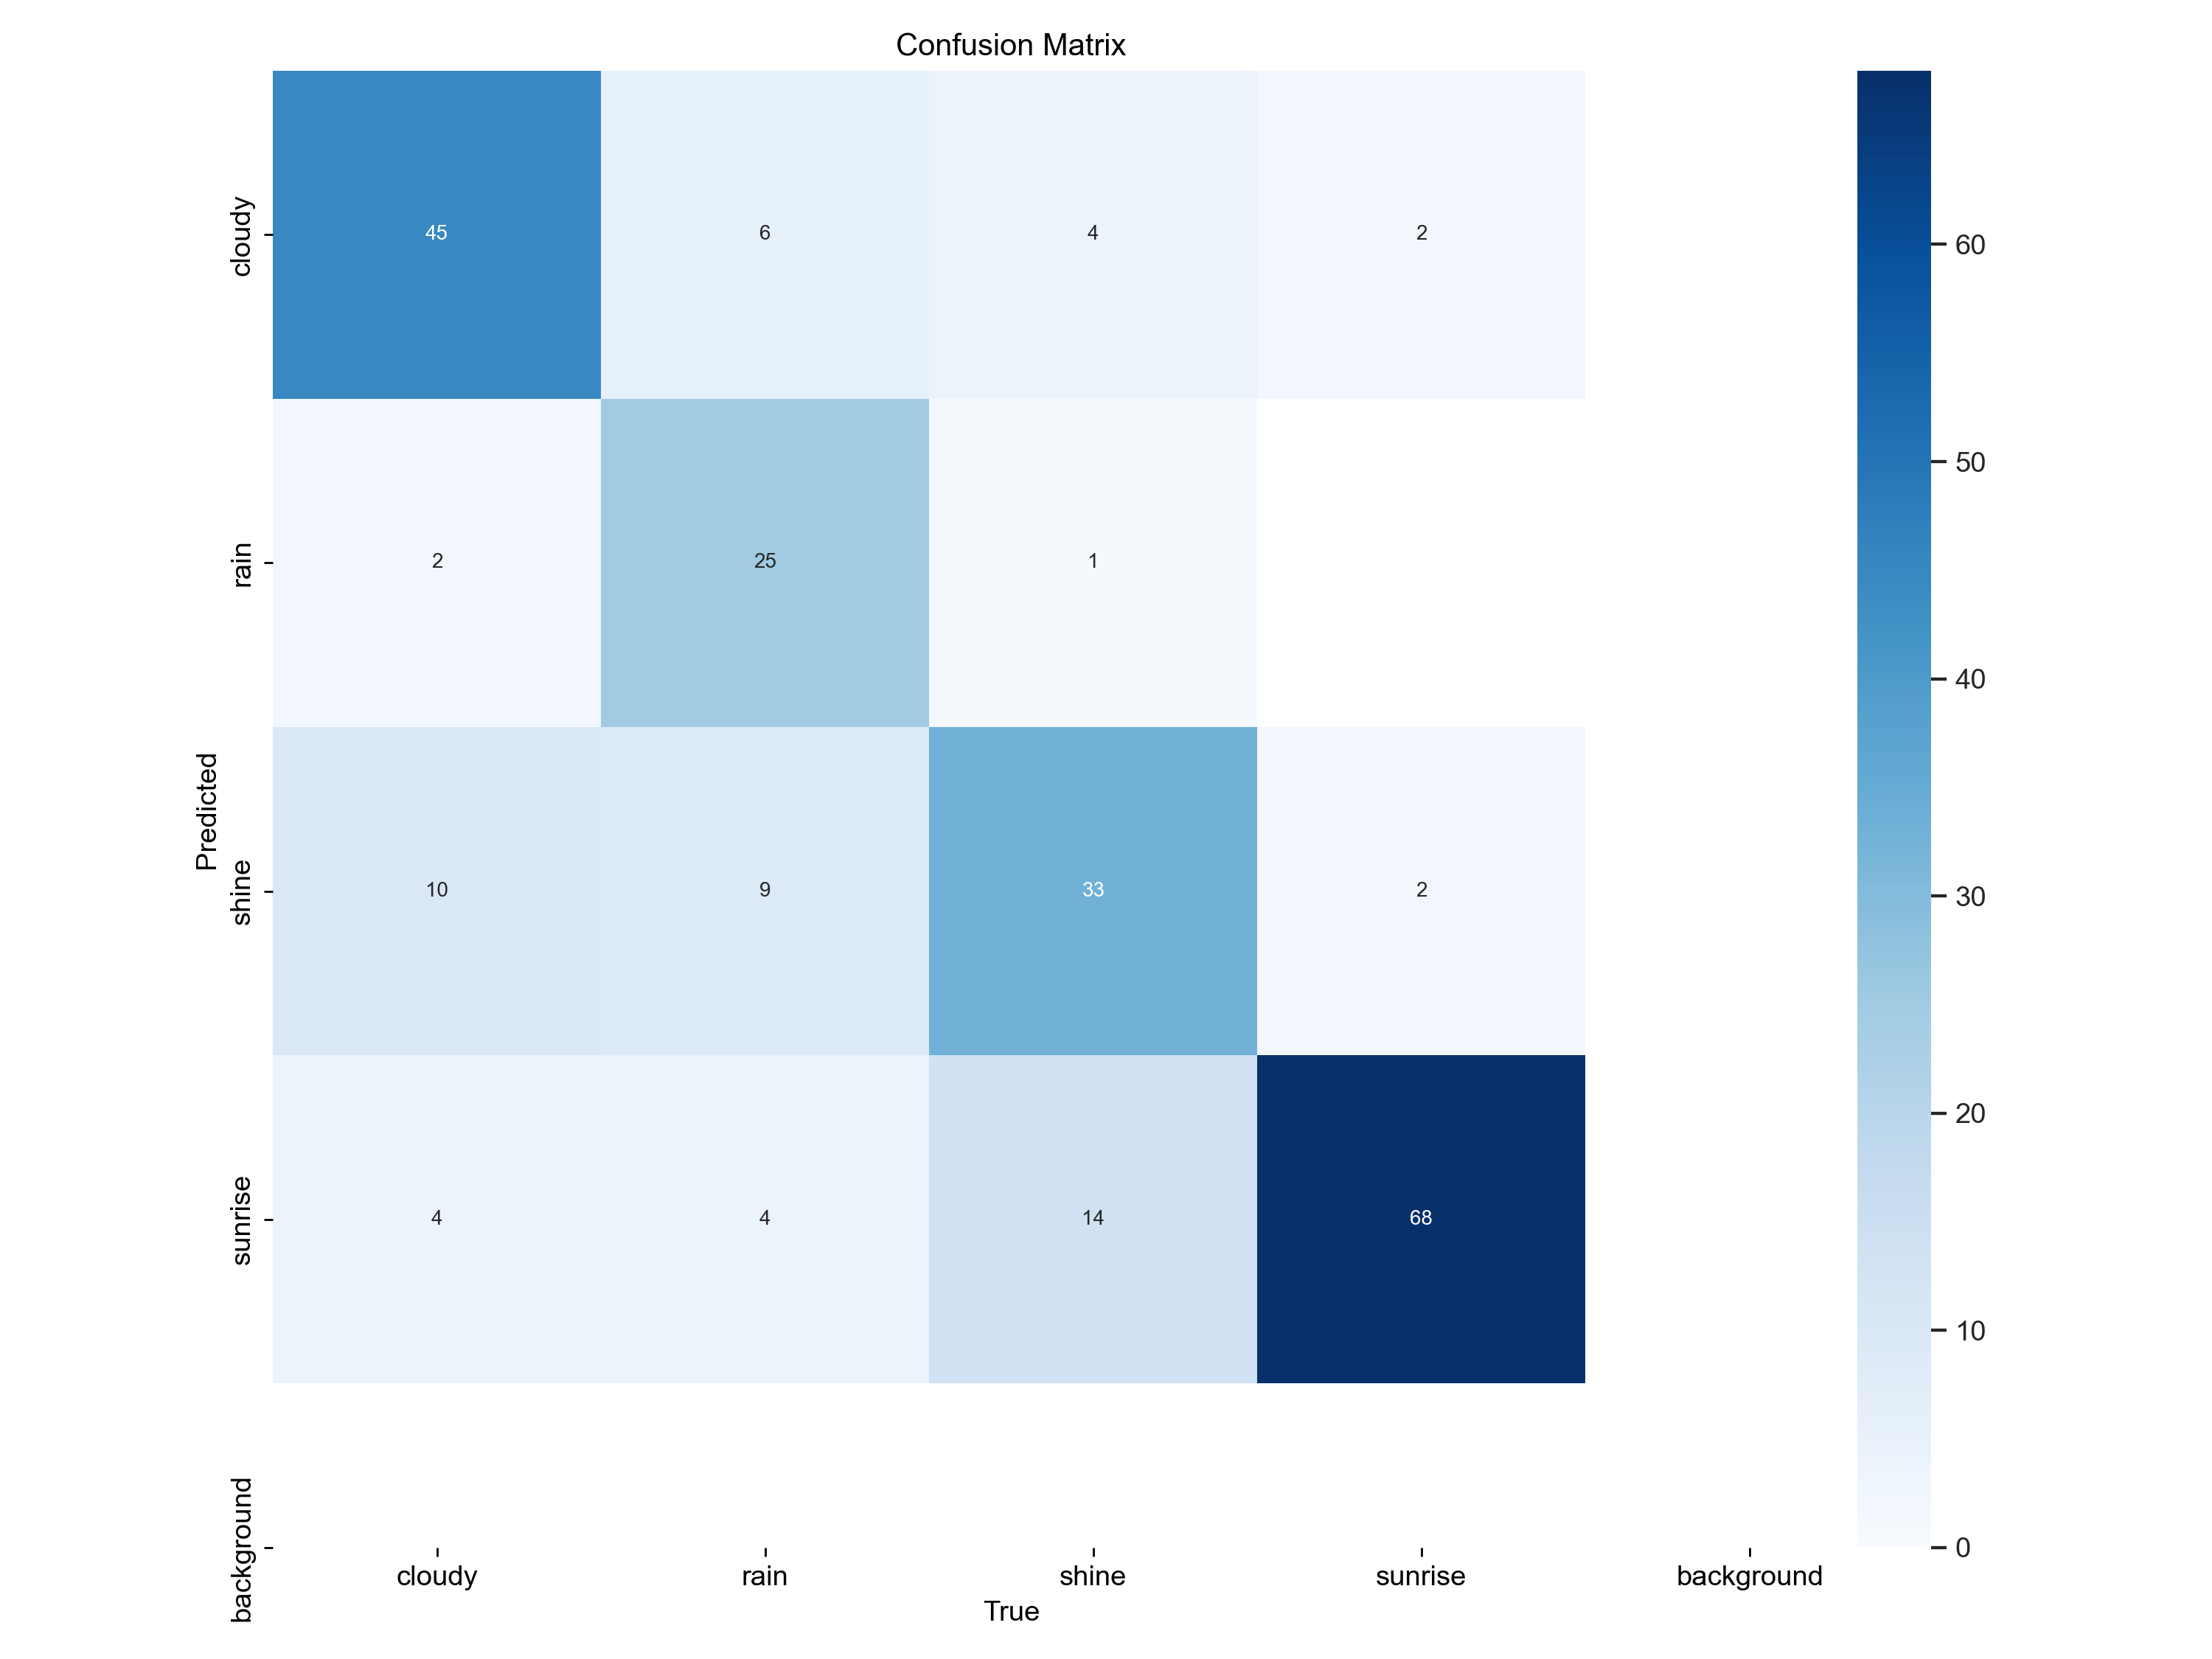 Confusion Matrix
cloudy
45 6 4 2
rain
2 25 1
shine
10 9 33 2
sunrise
4 4 14 68
background
Predicted
cloudy rain shine sunrise background
True
60
50
40
30
20
10
0